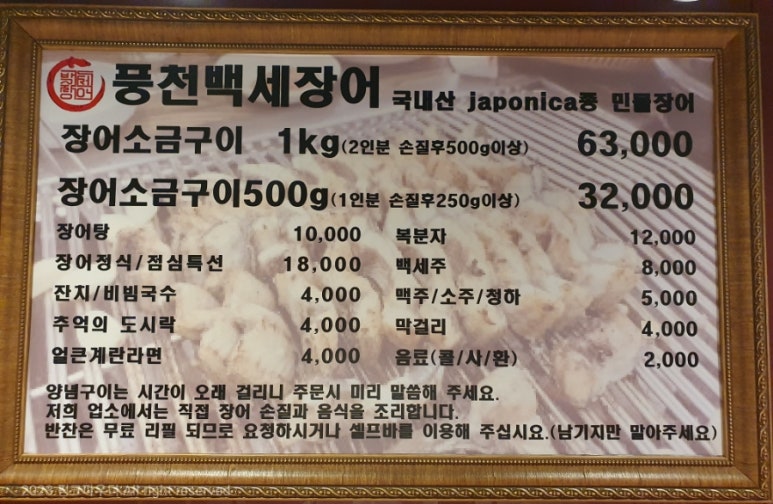 풍천백세장어 국내산 japonica종 민물장어
장어소금구이 1kg(2인분 손질후500g이상) 63,000
장어소금구이500g(1인분 손질후250g이상) 32,000
장어탕 10,000
장어정식/점심특선 18,000
잔치/비빔국수 4,000
추억의 도시락 4,000
얼큰계란라면 4,000
복분자 12,000
백세주 8,000
맥주/소주/청하 5,000
막걸리 4,000
음료(콜/사/환) 2,000
양념구이는 시간이 오래 걸리니 주문시 미리 말씀해 주세요.
저희 업소에서는 직접 장어 손질과 음식을 조리합니다.
반찬은 무료 리필 되므로 요청하시거나 셀프바를 이용해 주십시요.(남기지만 말아주세요)